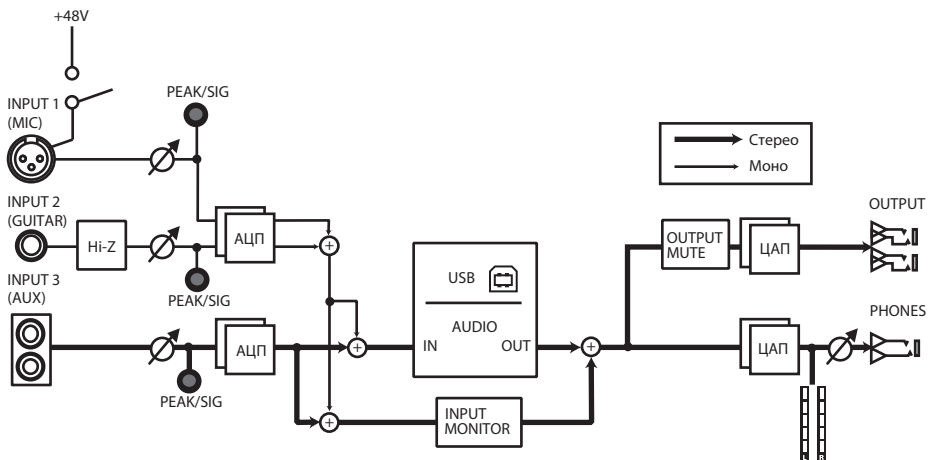 +48V
INPUT 1
(MIC)
PEAK/SIG
INPUT 2
(GUITAR)
Hi-Z
PEAK/SIG
АЦП
INPUT 3
(AUX)
PEAK/SIG
АЦП
USB
AUDIO
IN
OUT
INPUT
MONITOR
Стерео
Моно
OUTPUT
MUTE
ЦАП
OUTPUT
ЦАП
PHONES
L
R